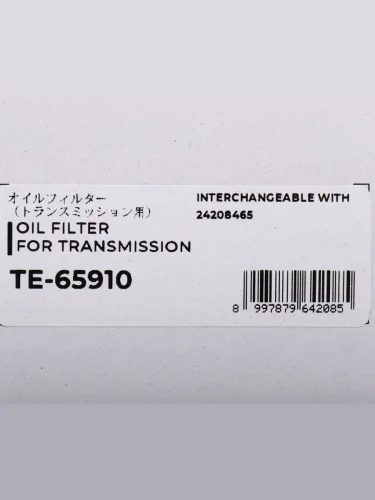 オイルフィルター
（トランスミッション用）
OIL FILTER
FOR TRANSMISSION
TE-65910
INTERCHANGEABLE WITH
24208465
8 997879 642085